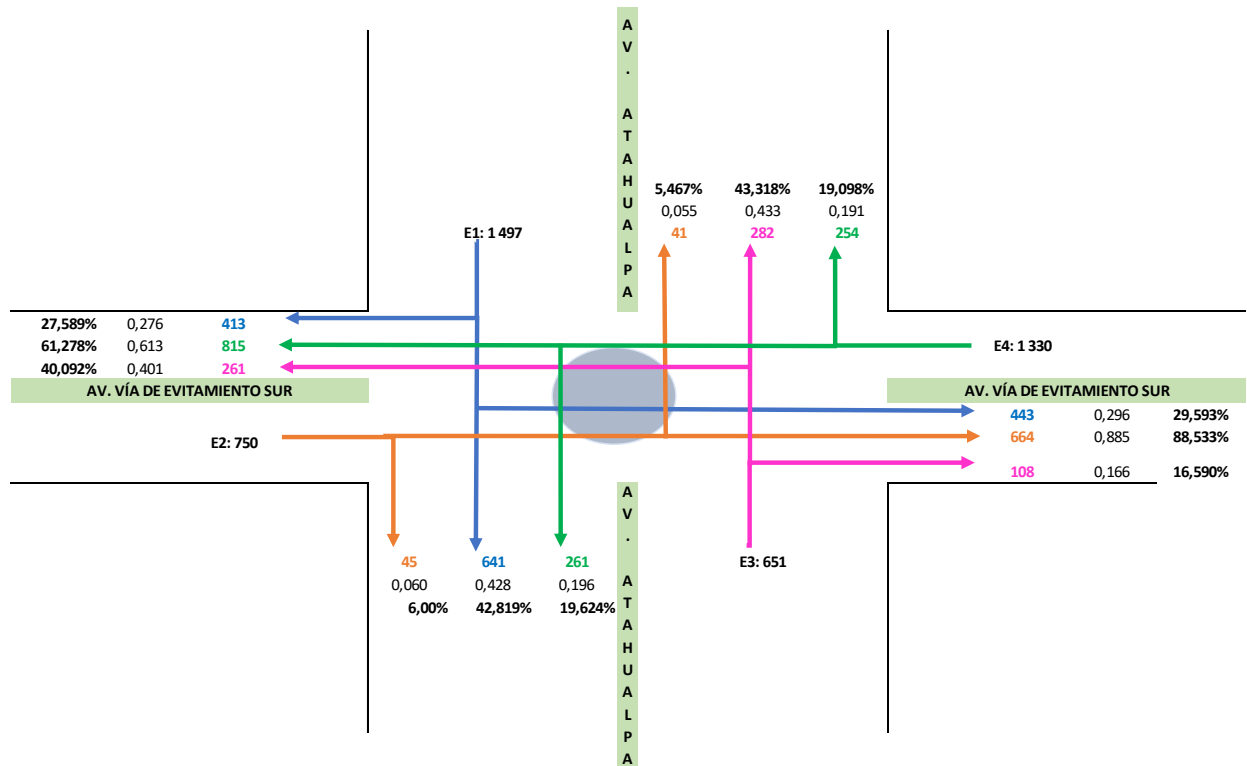 AV. ATAHUALPA
5,467% 43,318% 19,098%
0,055 0,433 0,191
41 282 254
E1: 1 497
27,589% 0,276 413
61,278% 0,613 815
40,092% 0,401 261
E4: 1 330
AV. VÍA DE EVITAMIENTO SUR
AV. VÍA DE EVITAMIENTO SUR
443 0,296 29,593%
664 0,885 88,533%
108 0,166 16,590%
E2: 750
45 641 261
0,060 0,428 0,196
6,00% 42,819% 19,624%
E3: 651
AV. ATAHUALPA